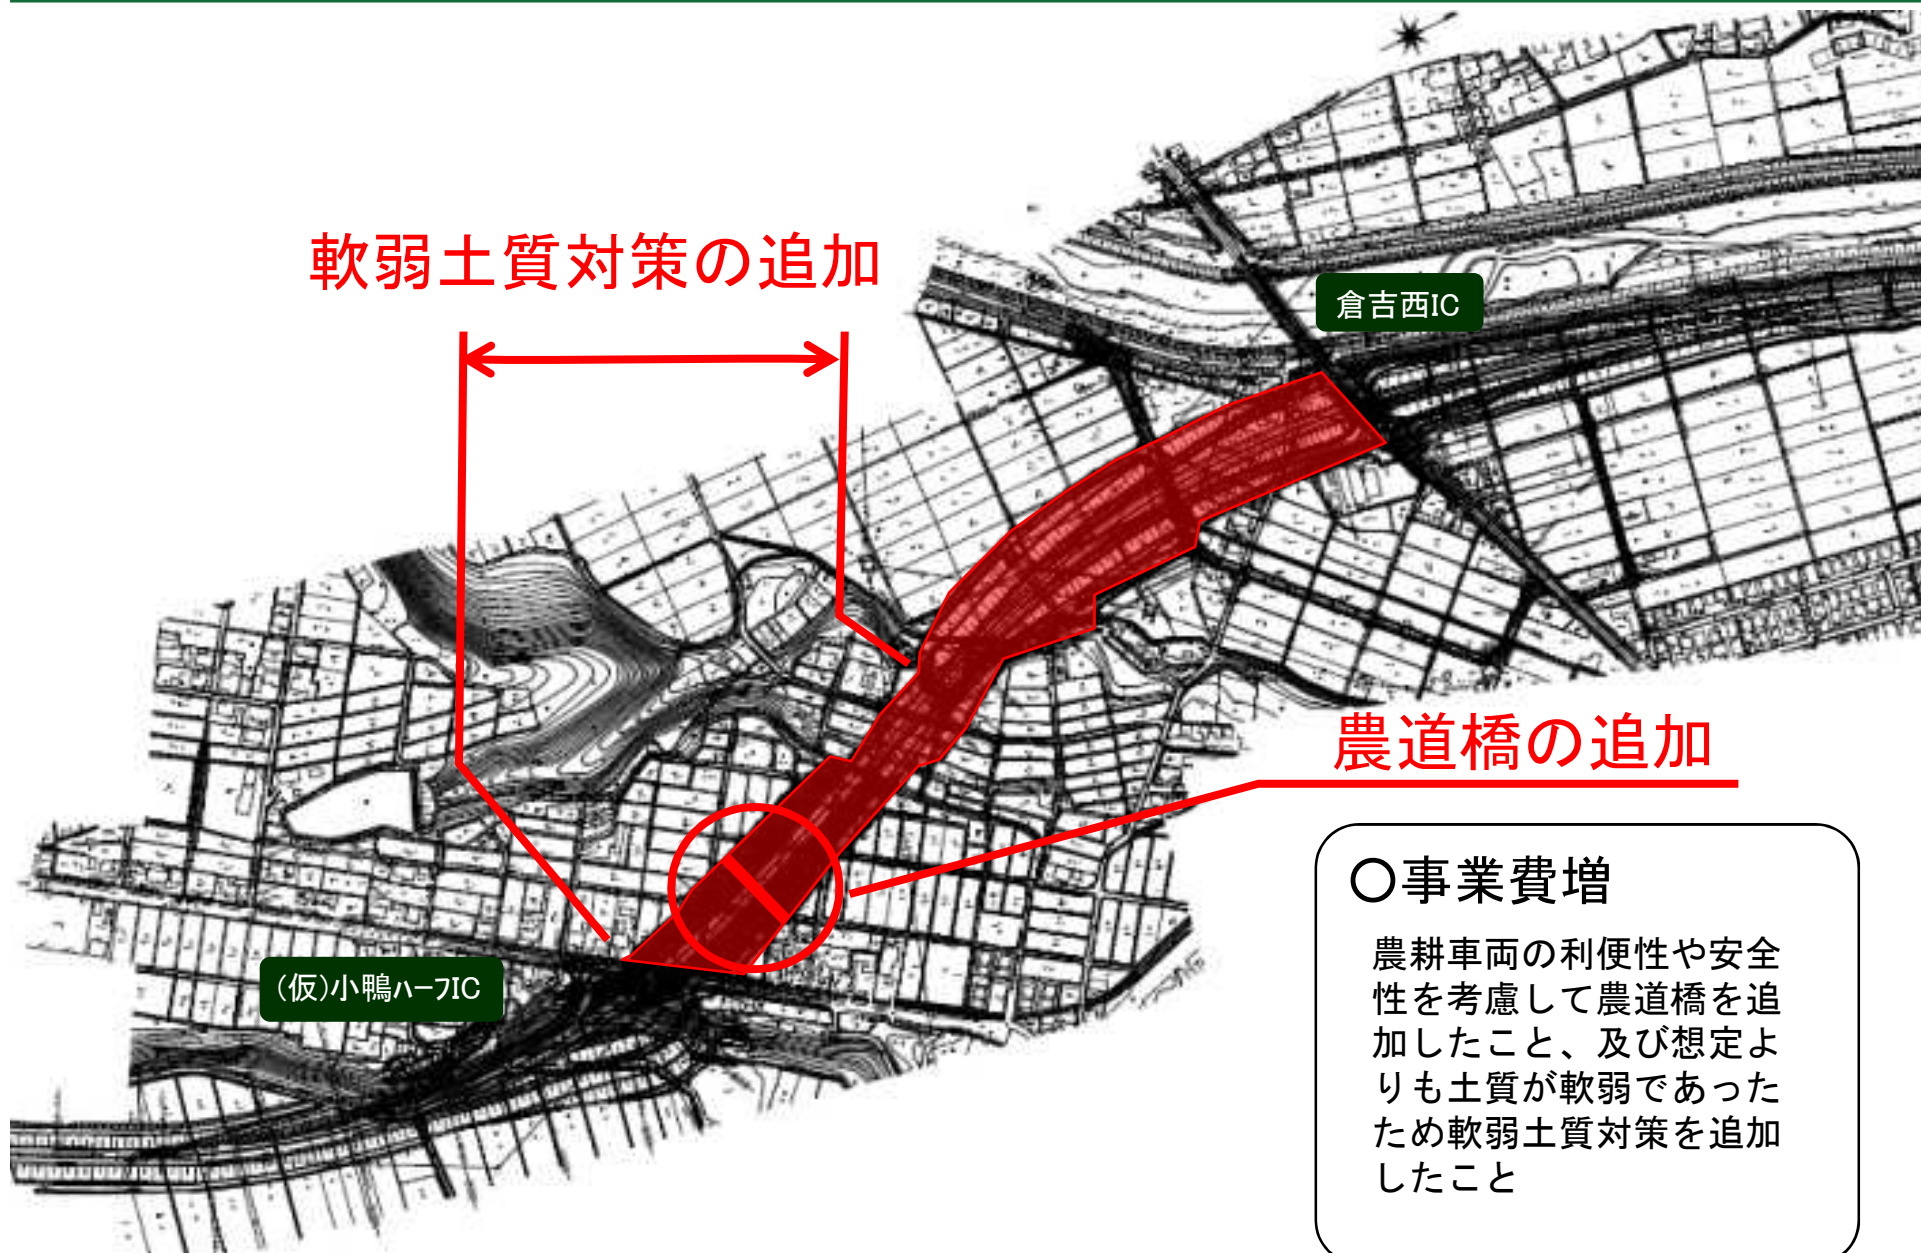 軟弱土質対策の追加
倉吉西IC
農道橋の追加
(仮)小鴨ﾊｰﾌIC
〇事業費増
農耕車両の利便性や安全
性を考慮して農道橋を追
加したこと、及び想定よ
りも土質が軟弱であった
ため軟弱土質対策を追加
したこと